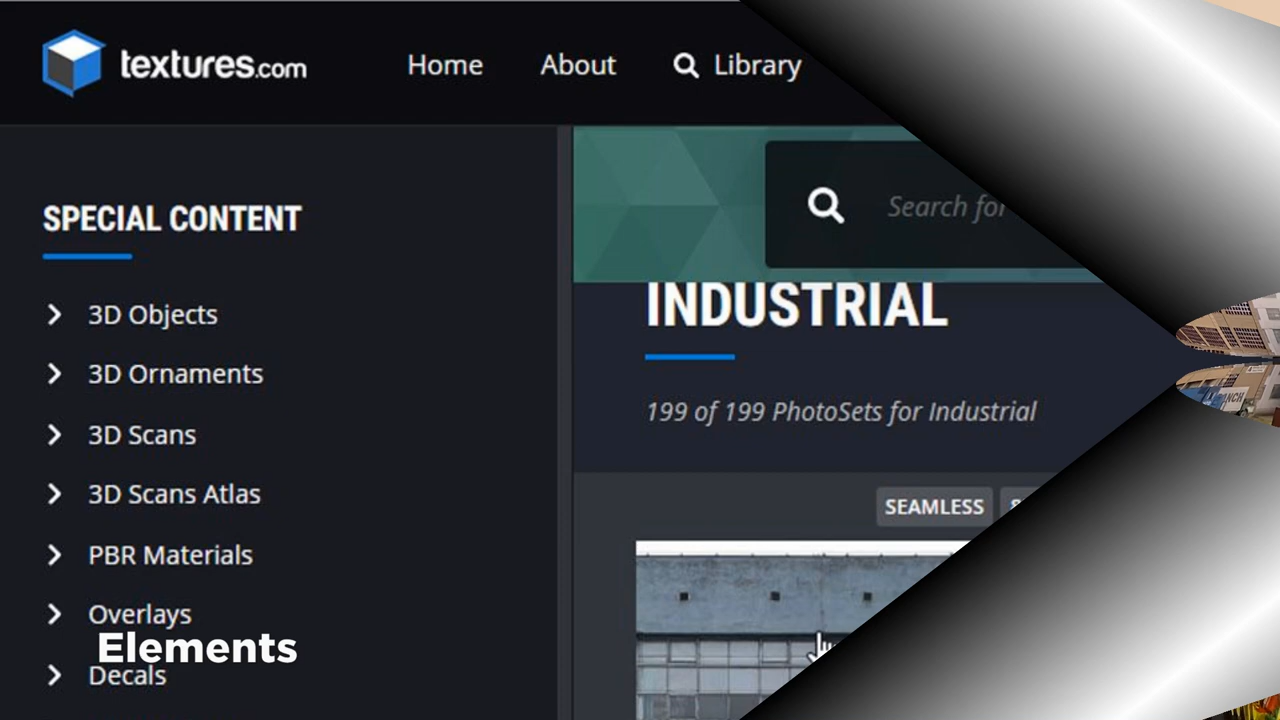 textures.com
Home
About
Library
SPECIAL CONTENT
3D Objects
3D Ornaments
3D Scans
3D Scans Atlas
PBR Materials
Overlays
Elements
Decals
Search for
INDUSTRIAL
199 of 199 PhotoSets for Industrial
SEAMLESS